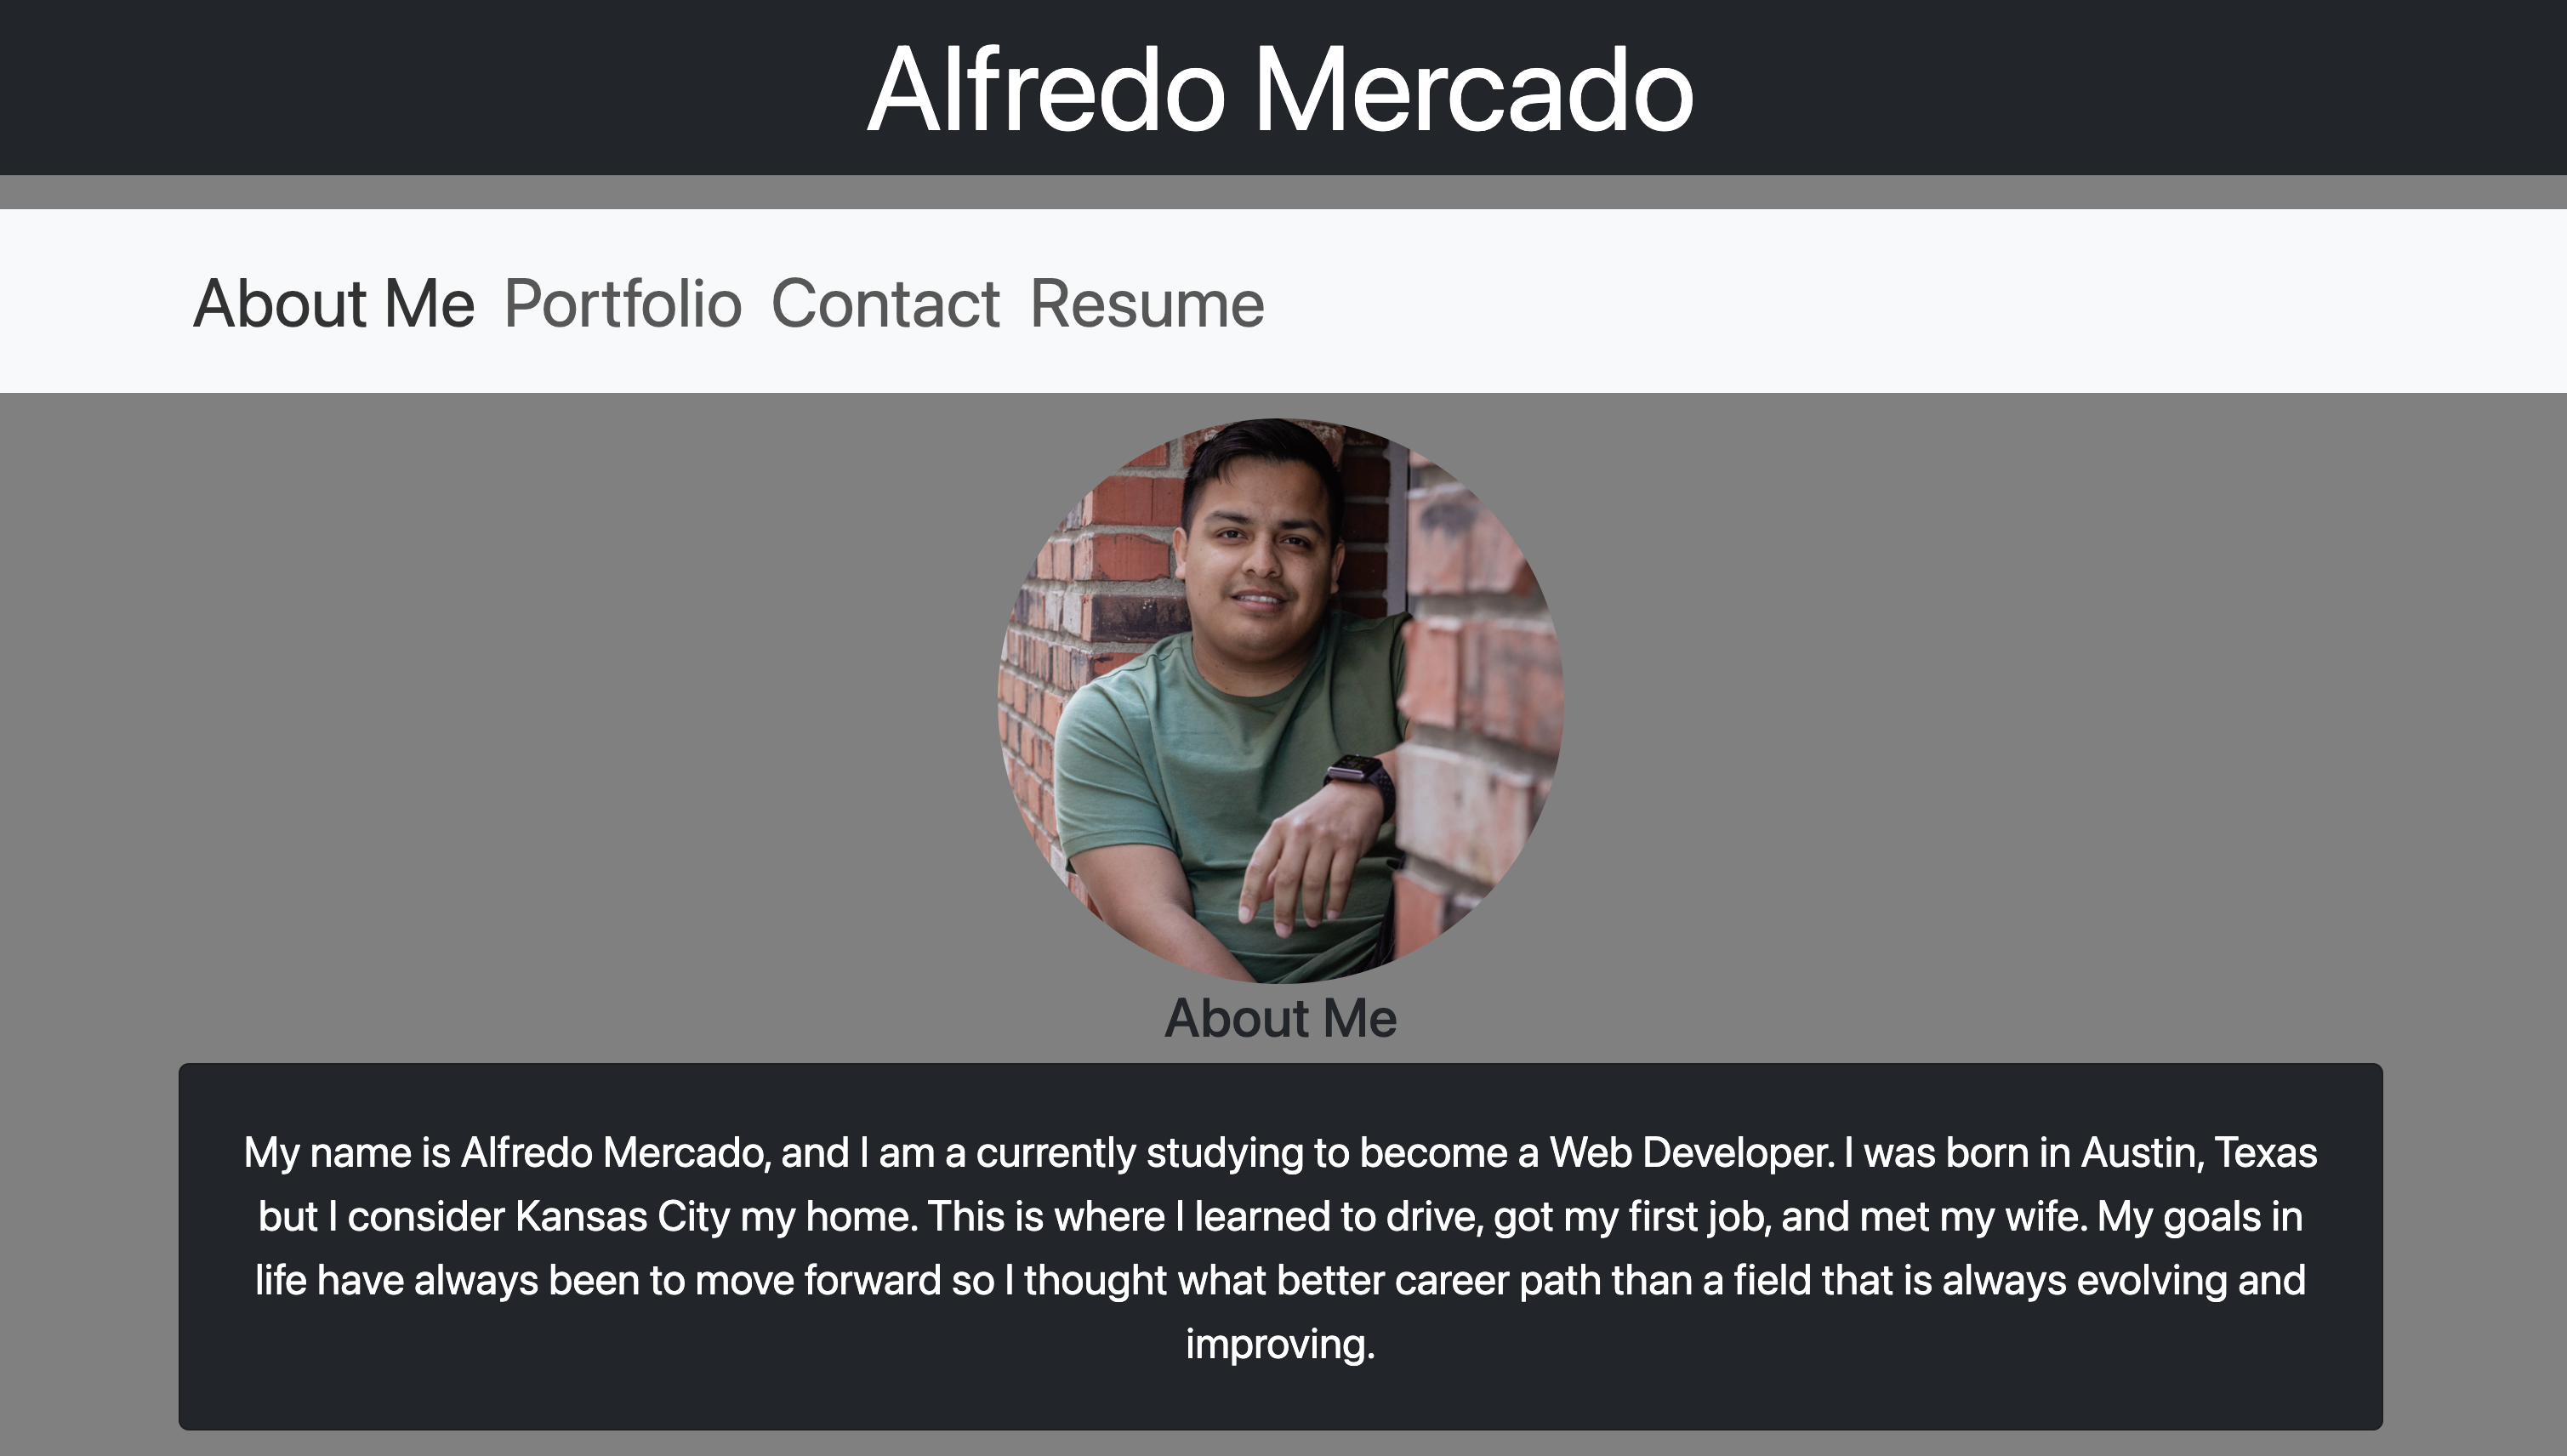 Alfredo Mercado
About Me Portfolio Contact Resume
About Me
My name is Alfredo Mercado, and I am a currently studying to become a Web Developer. I was born in Austin, Texas
but I consider Kansas City my home. This is where I learned to drive, got my first job, and met my wife. My goals in
life have always been to move forward so I thought what better career path than a field that is always evolving and
improving.